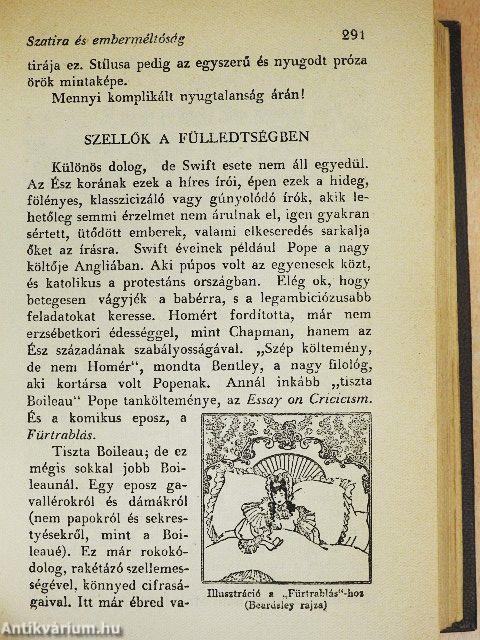 Szatira és emberméltóság 291
tirája ez. Stílusa pedig az egyszerű és nyugodt próza
örök mintaképe.
Mennyi komplikált nyugtalanság árán!
SZELLŐK A FÜLLEDTSÉGBEN
Különös dolog, de Swift esete nem áll egyedül.
Az Ész korának ezek a híres írói, épen ezek a hideg,
fölényes, klasszicizáló vagy gúnyolódó írók, akik le-
hetőleg semmi érzelmet nem árulnak el, igen gyakran
sértett, ütődött emberek, valami elkeseredés sarkalja
őket az írásra. Swift éveinek például Pope a nagy
költője Angliában. Aki púpos volt az egyenesek közt,
és katolikus a protestáns országban. Elég ok, hogy
betegesen vágyjék a babérra, s a legambiciózusabb
feladatokat keresse. Homért fordította, már nem
erzsébetkori édességgel, mint Chapman, hanem az
Ész századának szabályosságával. „Szép költemény,
de nem Homér“, mondta Bentley, a nagy filológ,
aki kortársa volt Popenak. Annál inkább „tiszta
Boileau“ Pope tankölteménye, az Essay on Cricicism.
És a komikus eposz, a
Fürtrablás.
Tiszta Boileau; de ez
mégis sokkal jobb Boi-
leaunál. Egy eposz ga-
vallérokról és dámákról
(nem papokról és sekres-
tyésekről, mint a Boi-
leaué). Ez már rokokó-
dolog, rakétázó szellemes-
ségével, könnyed cifrasá-
gaival. Itt már ébred va-
Illusztráció a „Fürtrablás“-hoz
(Beardsley rajza)
Antikvárium.hu